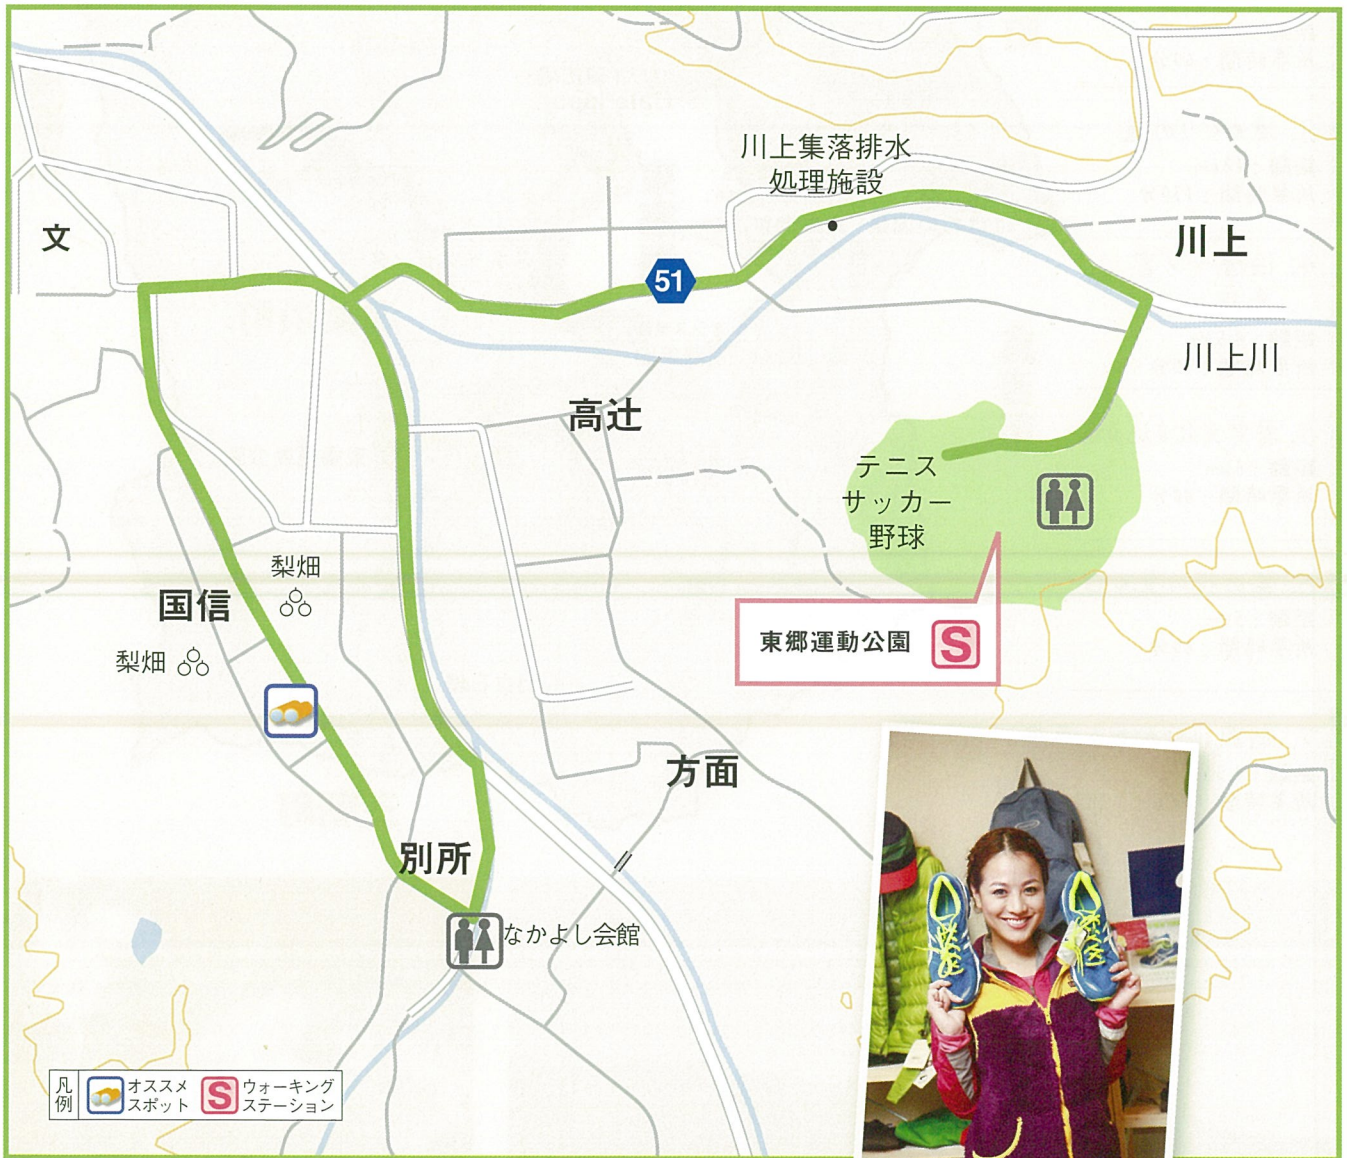 川上集落排水
処理施設
文
川上
51
川上川
高辻
テニス
サッカー
野球
梨畑
国信
東郷運動公園
S
梨畑
方面
別所
なかよし会館
凡例
オススメ
スポット
S
ウォーキング
ステーション